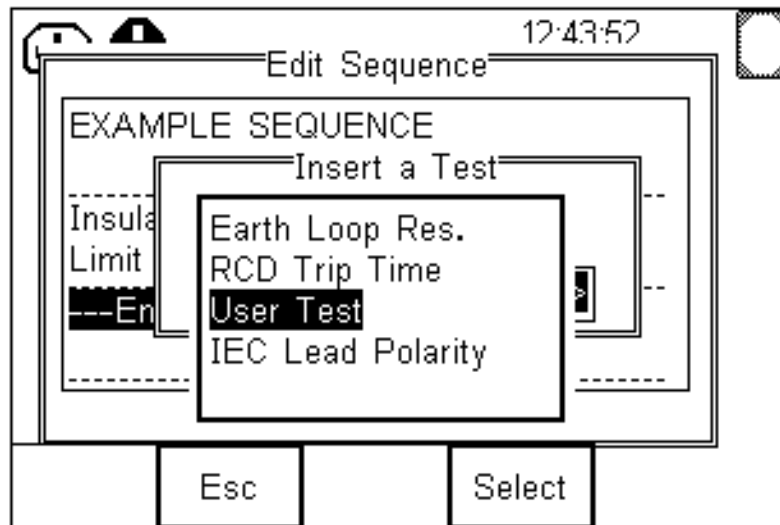 12:43:52
Edit Sequence
EXAMPLE SEQUENCE
Insert a Test
Earth Loop Res.
Limit
RCD Trip Time
User Test
IEC Lead Polarity
Esc
Select